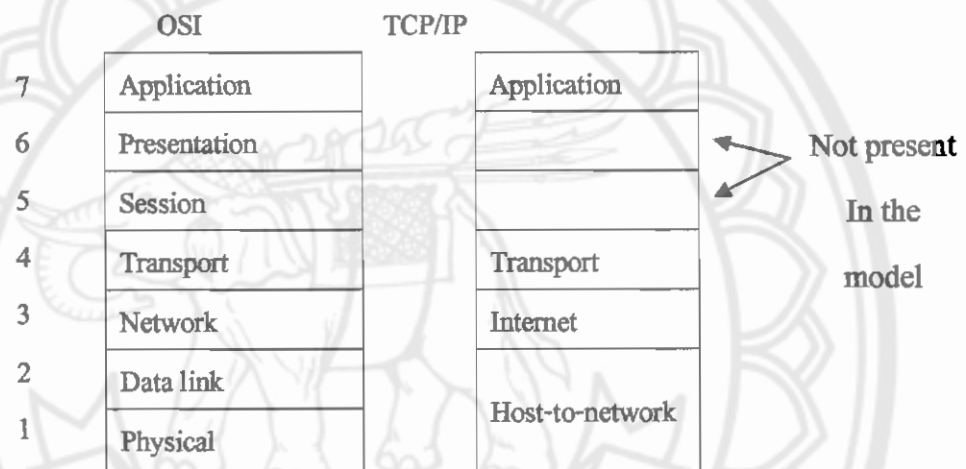 OSI TCP/IP
7 Application Application
6 Presentation Not present
5 Session In the
4 Transport Transport model
3 Network Internet
2 Data link
Host-to-network
1 Physical